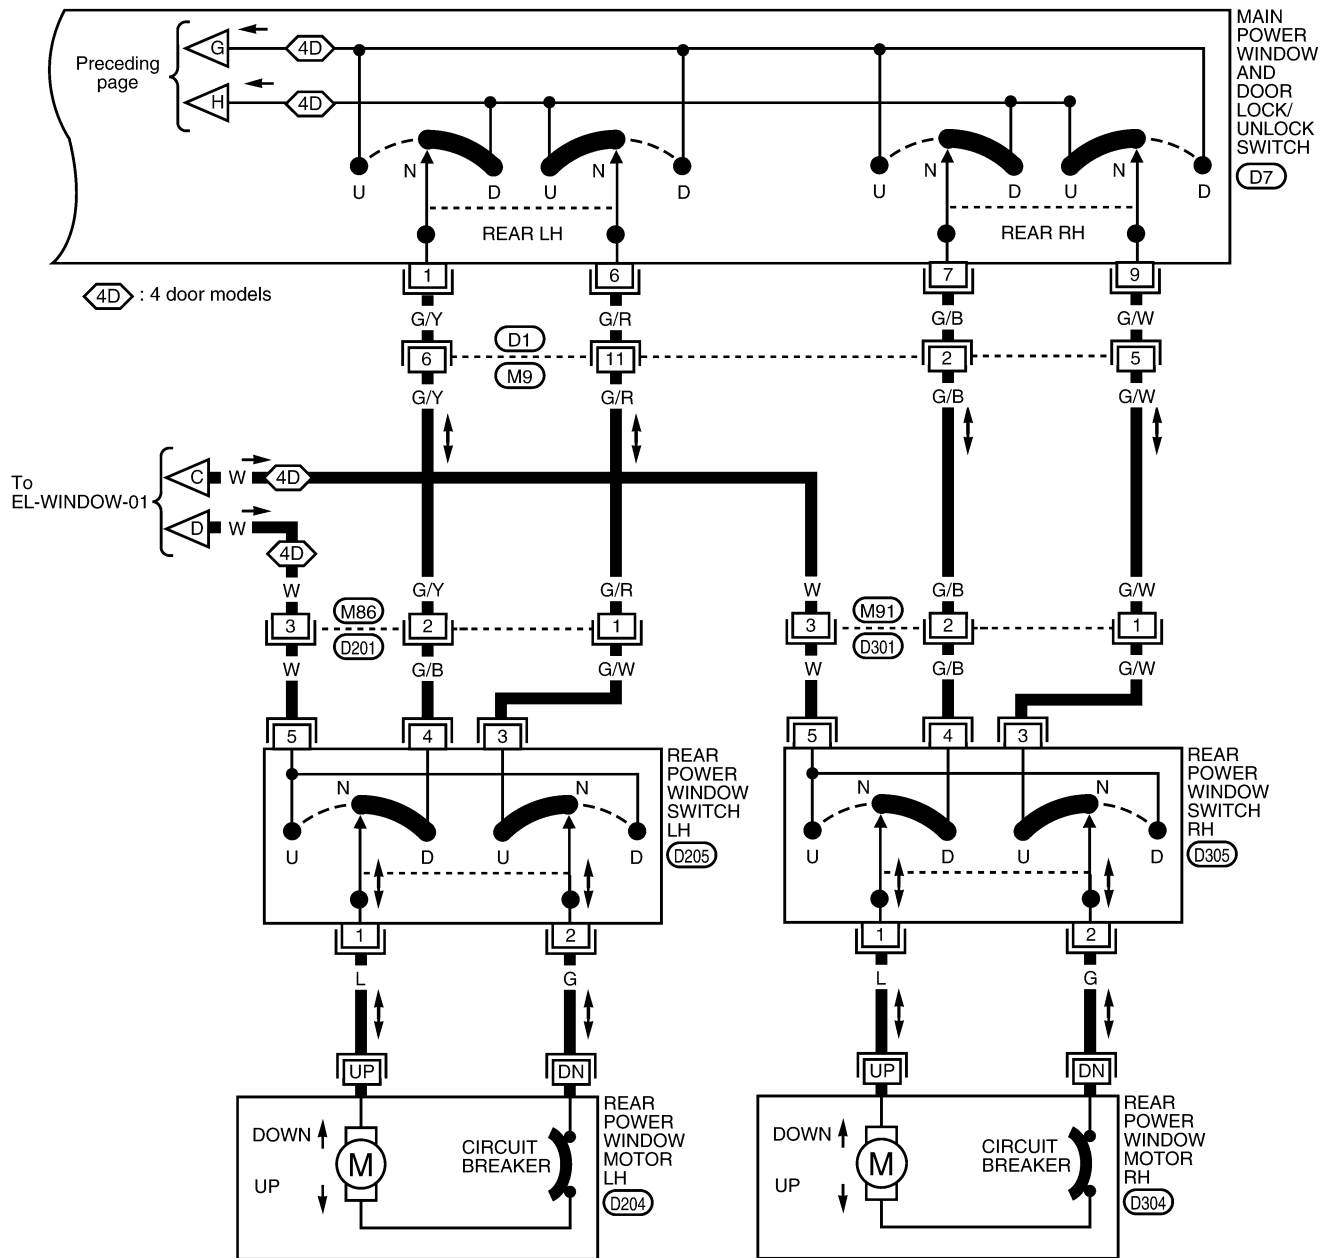 MAIN
POWER
WINDOW
AND
DOOR
LOCK/
UNLOCK
SWITCH
D7
Preceding
page
G 4D
H 4D
U N D U N D U N D U N D
REAR LH REAR RH
1 6 7 9
4D : 4 door models
G/Y G/R G/B G/W
D1
6 11 2 5
M9
G/Y G/R G/B G/W
To
EL-WINDOW-01
C W 4D
D W
4D
W G/Y G/R W G/B G/W
M86 M91
3 2 1 3 2 1
D201 D301
W G/B G/W W G/B G/W
5 4 3 5 4 3
REAR
POWER
WINDOW
SWITCH
LH
D205
REAR
POWER
WINDOW
SWITCH
RH
D305
N N N N
U D U D U D U D
1 2 1 2
L G L G
UP DN UP DN
REAR
POWER
WINDOW
MOTOR
LH
D204
REAR
POWER
WINDOW
MOTOR
RH
D304
DOWN
UP
M
CIRCUIT
BREAKER
DOWN
UP
M
CIRCUIT
BREAKER